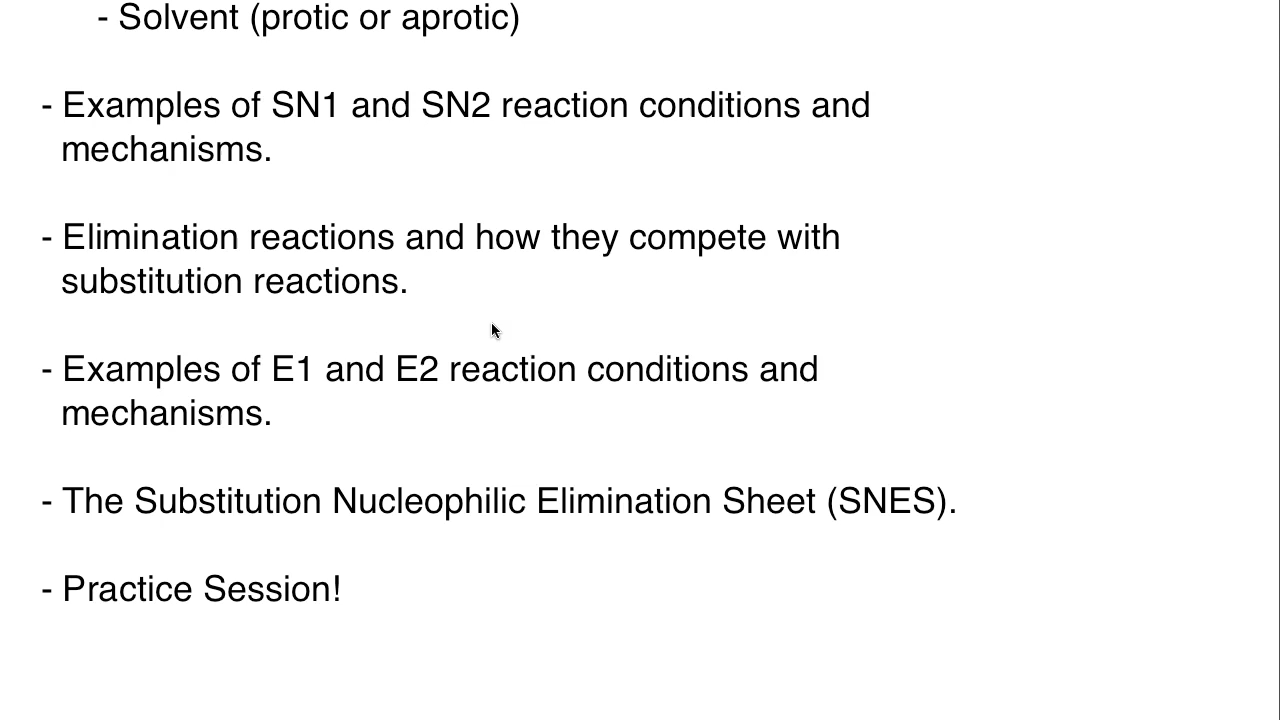 - Solvent (protic or aprotic)
- Examples of SN1 and SN2 reaction conditions and
mechanisms.
- Elimination reactions and how they compete with
substitution reactions.
- Examples of E1 and E2 reaction conditions and
mechanisms.
- The Substitution Nucleophilic Elimination Sheet (SNES).
- Practice Session!